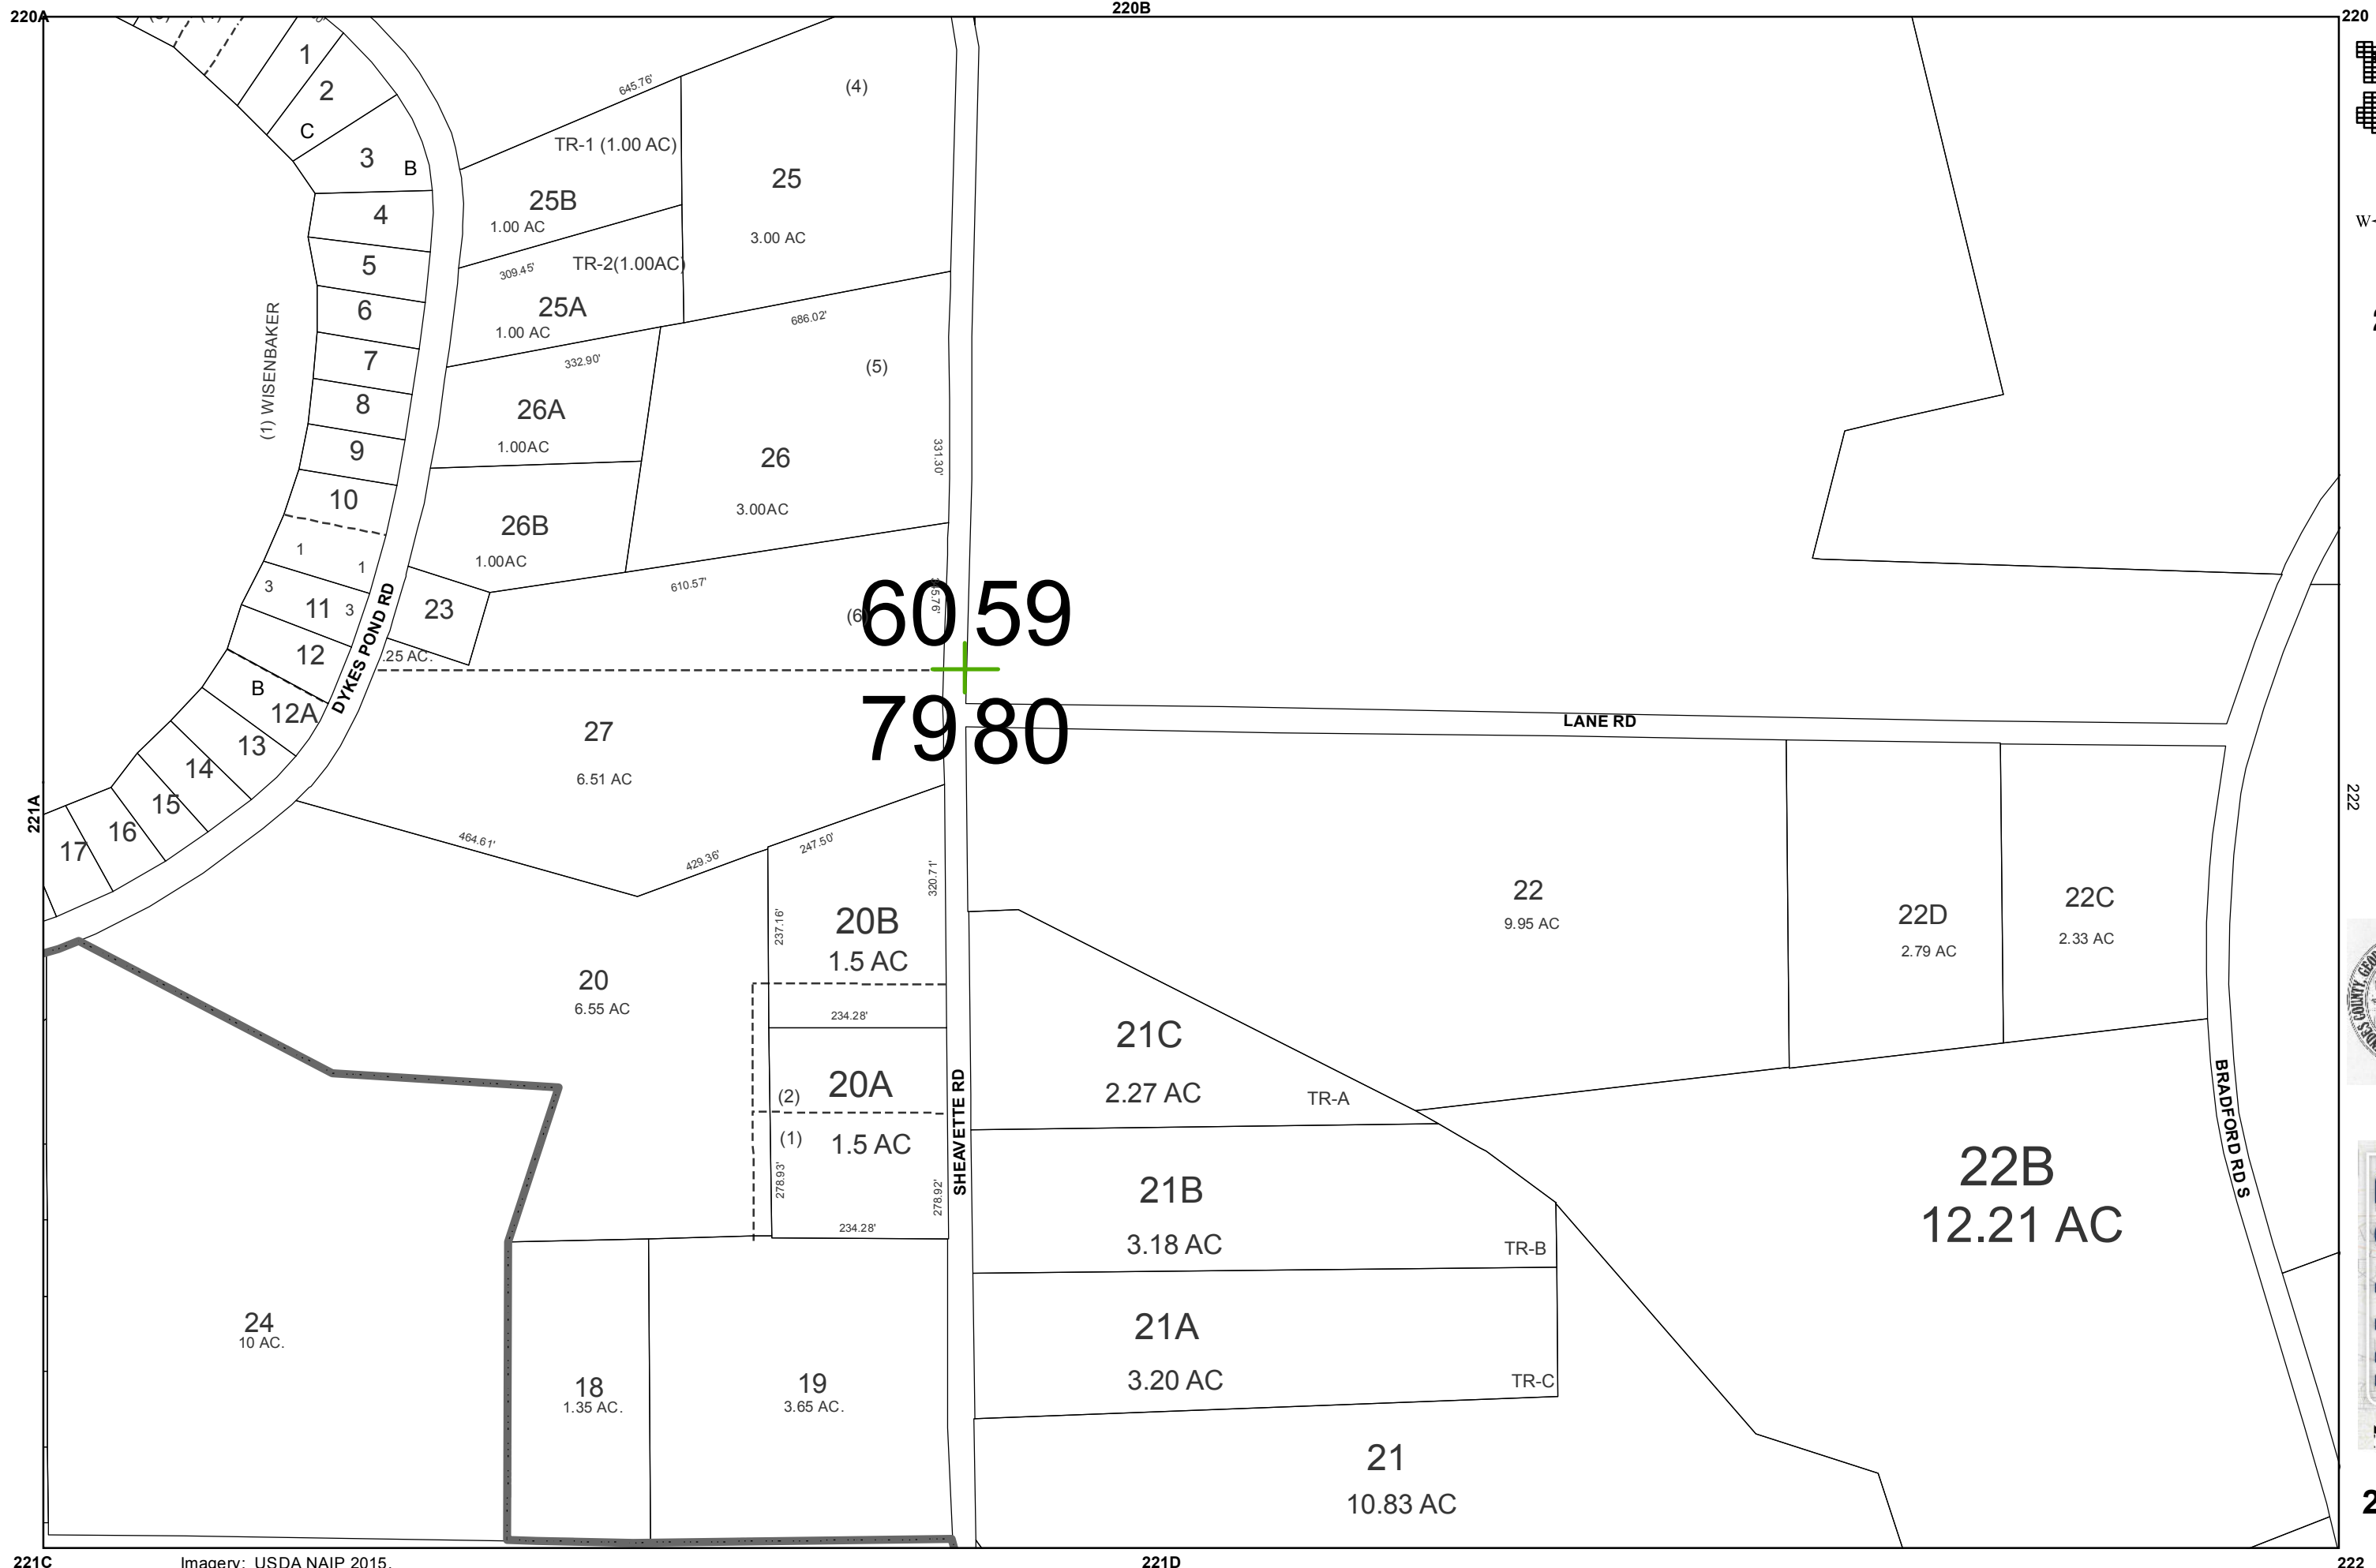 220A
220B
220
1
2
C
3
B
4
5
6
7
8
9
10
1
1
3
11
3
12
B
12A
13
14
15
16
17
(1) WISENBAKER
DYKES POND RD
645.76'
TR-1 (1.00 AC)
25B
1.00 AC
309.45'
TR-2(1.00AC)
25A
1.00 AC
(4)
25
3.00 AC
686.02'
332.90'
26A
1.00AC
(5)
26
3.00AC
331.30'
26B
1.00AC
610.57'
23
.25 AC.
(6)
60
59
79
80
27
6.51 AC
464.61'
429.36'
247.50'
320.71'
237.16'
20B
1.5 AC
20
6.55 AC
234.28'
20A
(2)
(1)
1.5 AC
278.93'
278.92'
234.28'
SHEAVETTE RD
LANE RD
BRADFORD RD S
22
9.95 AC
22D
2.79 AC
22C
2.33 AC
21C
2.27 AC
TR-A
21B
3.18 AC
TR-B
21A
3.20 AC
TR-C
22B
12.21 AC
21
10.83 AC
24
10 AC.
18
1.35 AC.
19
3.65 AC.
221A
222
W
221C
Imagery: USDA NAIP 2015.
221D
222